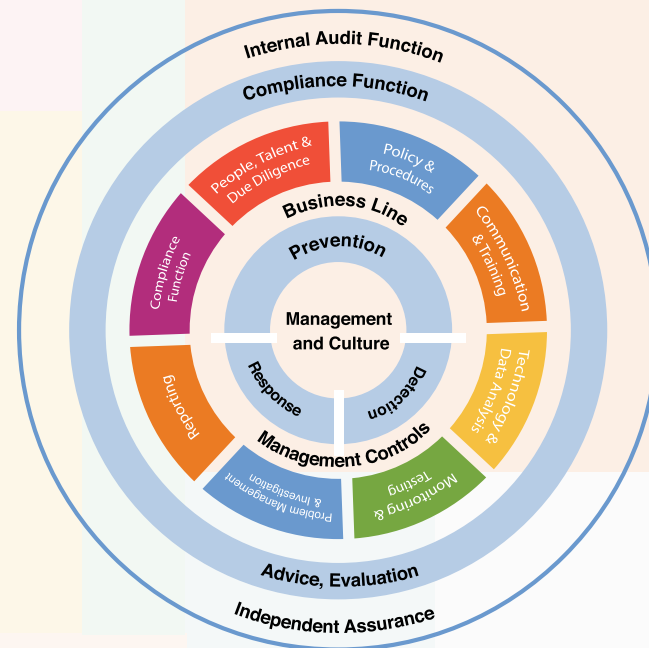 Internal Audit Function
Compliance Function
People, Talent &
Due Diligence
Policy &
Procedures
Communication
& Training
Technology &
Data Analysis
Monitoring &
Testing
Problem Management
& Investigation
Reporting
Compliance
Function
Business Line
Prevention
Management
and Culture
Response
Detection
Management Controls
Advice, Evaluation
Independent Assurance